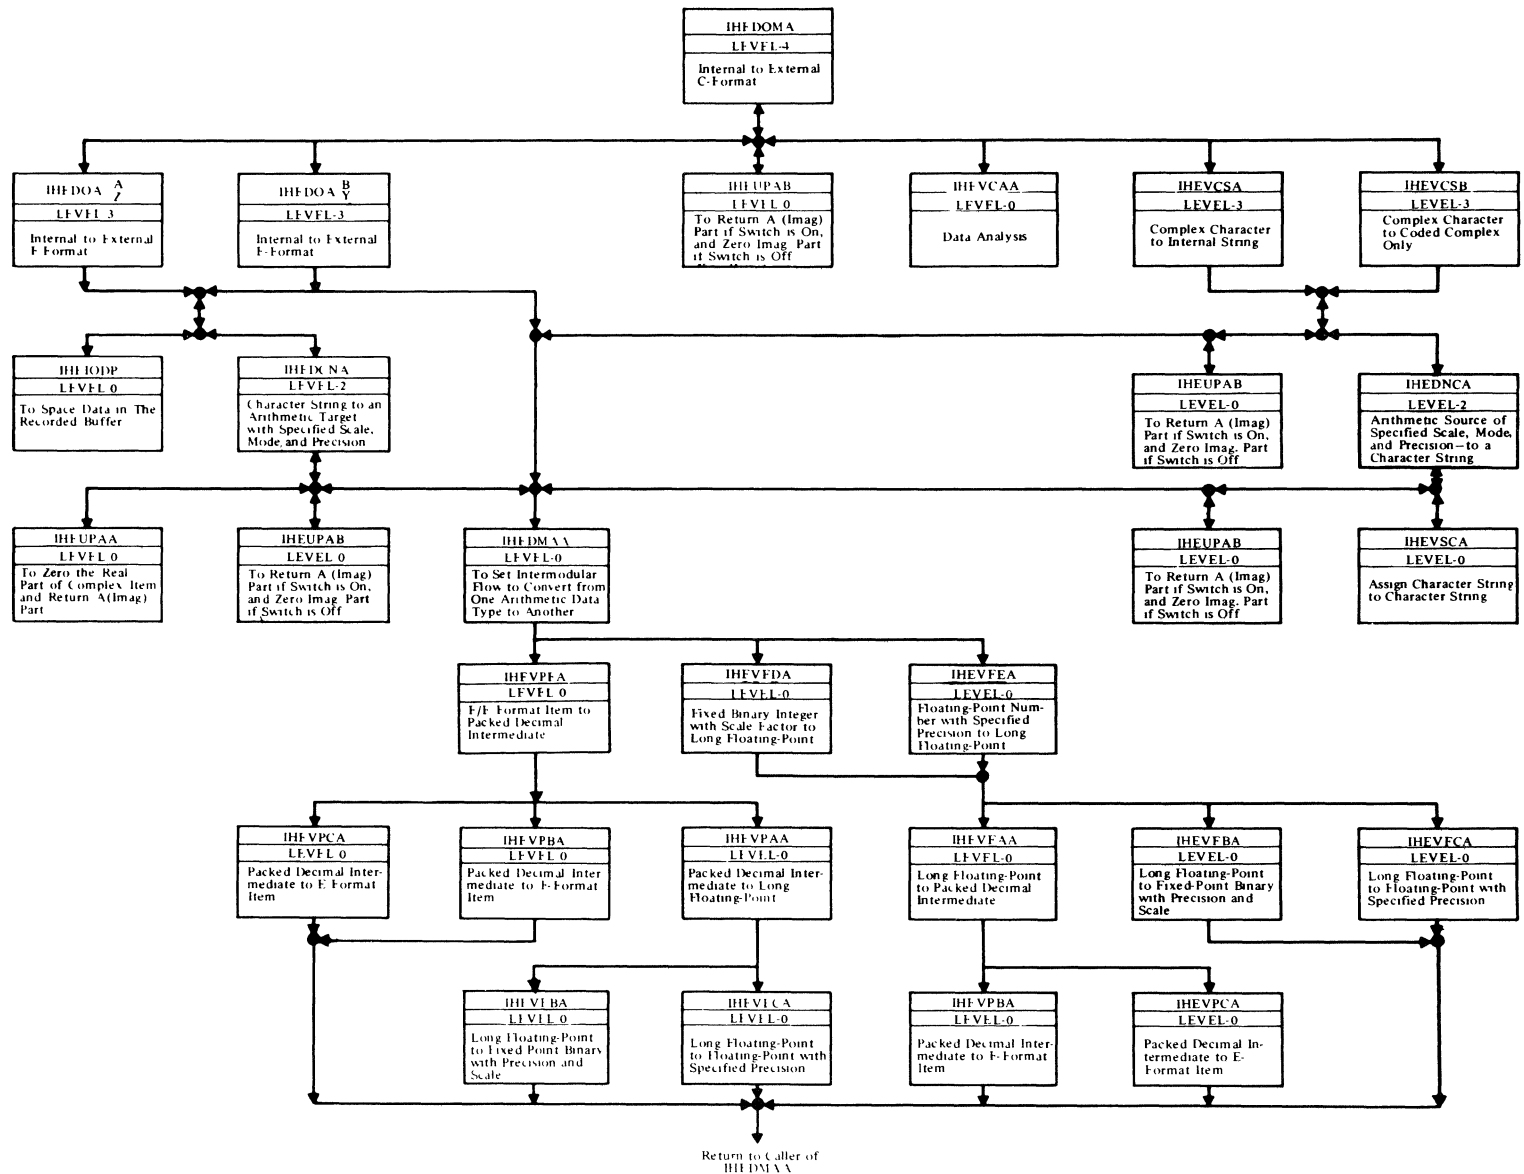 IHEDOMA
LEVEL-4
Internal to External
C-Format
IHEDOA A Z
LEVEL-3
Internal to External
F Format
IHEDOA B Y
LEVEL-3
Internal to External
E-Format
IHEUPAB
LEVEL 0
To Return A (Imag)
Part if Switch is On,
and Zero Imag. Part
if Switch is Off
IHEVCAA
LEVEL-0
Data Analysis
IHEVCSA
LEVEL-3
Complex Character
to Internal String
IHEVCSB
LEVEL-3
Complex Character
to Coded Complex
Only
IHEIODP
LEVEL 0
To Space Data in The
Recorded Buffer
IHEDCNA
LEVEL-2
Character String to an
Arithmetic Target
with Specified Scale,
Mode, and Precision
IHEUPAB
LEVEL-0
To Return A (Imag)
Part if Switch is On,
and Zero Imag. Part
if Switch is Off
IHEDNCA
LEVEL-2
Arithmetic Source of
Specified Scale, Mode,
and Precision—to a
Character String
IHEUPAA
LEVEL 0
To Zero the Real
Part of Complex Item
and Return A(Imag)
Part
IHEUPAB
LEVEL 0
To Return A (Imag)
Part if Switch is On,
and Zero Imag Part
if Switch is Off
IHEDMAA
LEVEL-0
To Set Intermodular
Flow to Convert from
One Arithmetic Data
Type to Another
IHEUPAB
LEVEL-0
To Return A (Imag)
Part if Switch is On,
and Zero Imag. Part
if Switch is Off
IHEVSCA
LEVEL-0
Assign Character String
to Character String
IHEVPEA
LEVEL 0
F/E Format Item to
Packed Decimal
Intermediate
IHEVFDA
LEVEL-0
Fixed Binary Integer
with Scale Factor to
Long Floating-Point
IHEVFEA
LEVEL-0
Floating-Point Num-
ber with Specified
Precision to Long
Floating-Point
IHEVPCA
LEVEL 0
Packed Decimal Inter-
mediate to E Format
Item
IHEVPBA
LEVEL 0
Packed Decimal Inter
mediate to F-Format
Item
IHEVPAA
LEVEL-0
Packed Decimal Inter-
mediate to Long
Floating-Point
IHEVFAA
LEVEL-0
Long Floating-Point
to Packed Decimal
Intermediate
IHEVFBA
LEVEL-0
Long Floating-Point
to Fixed-Point Binary
with Precision and
Scale
IHEVFCA
LEVEL-0
Long Floating-Point
to Floating-Point with
Specified Precision
IHEVFBA
LEVEL 0
Long Floating-Point
to Fixed Point Binary
with Precision and
Scale
IHEVFCA
LEVEL-0
Long Floating-Point
to Floating-Point with
Specified Precision
IHEVPBA
LEVEL-0
Packed Decimal Inter-
mediate to F-Format
Item
IHEVPCA
LEVEL-0
Packed Decimal In-
termediate to E-
Format Item
Return to Caller of
IHEDMAA